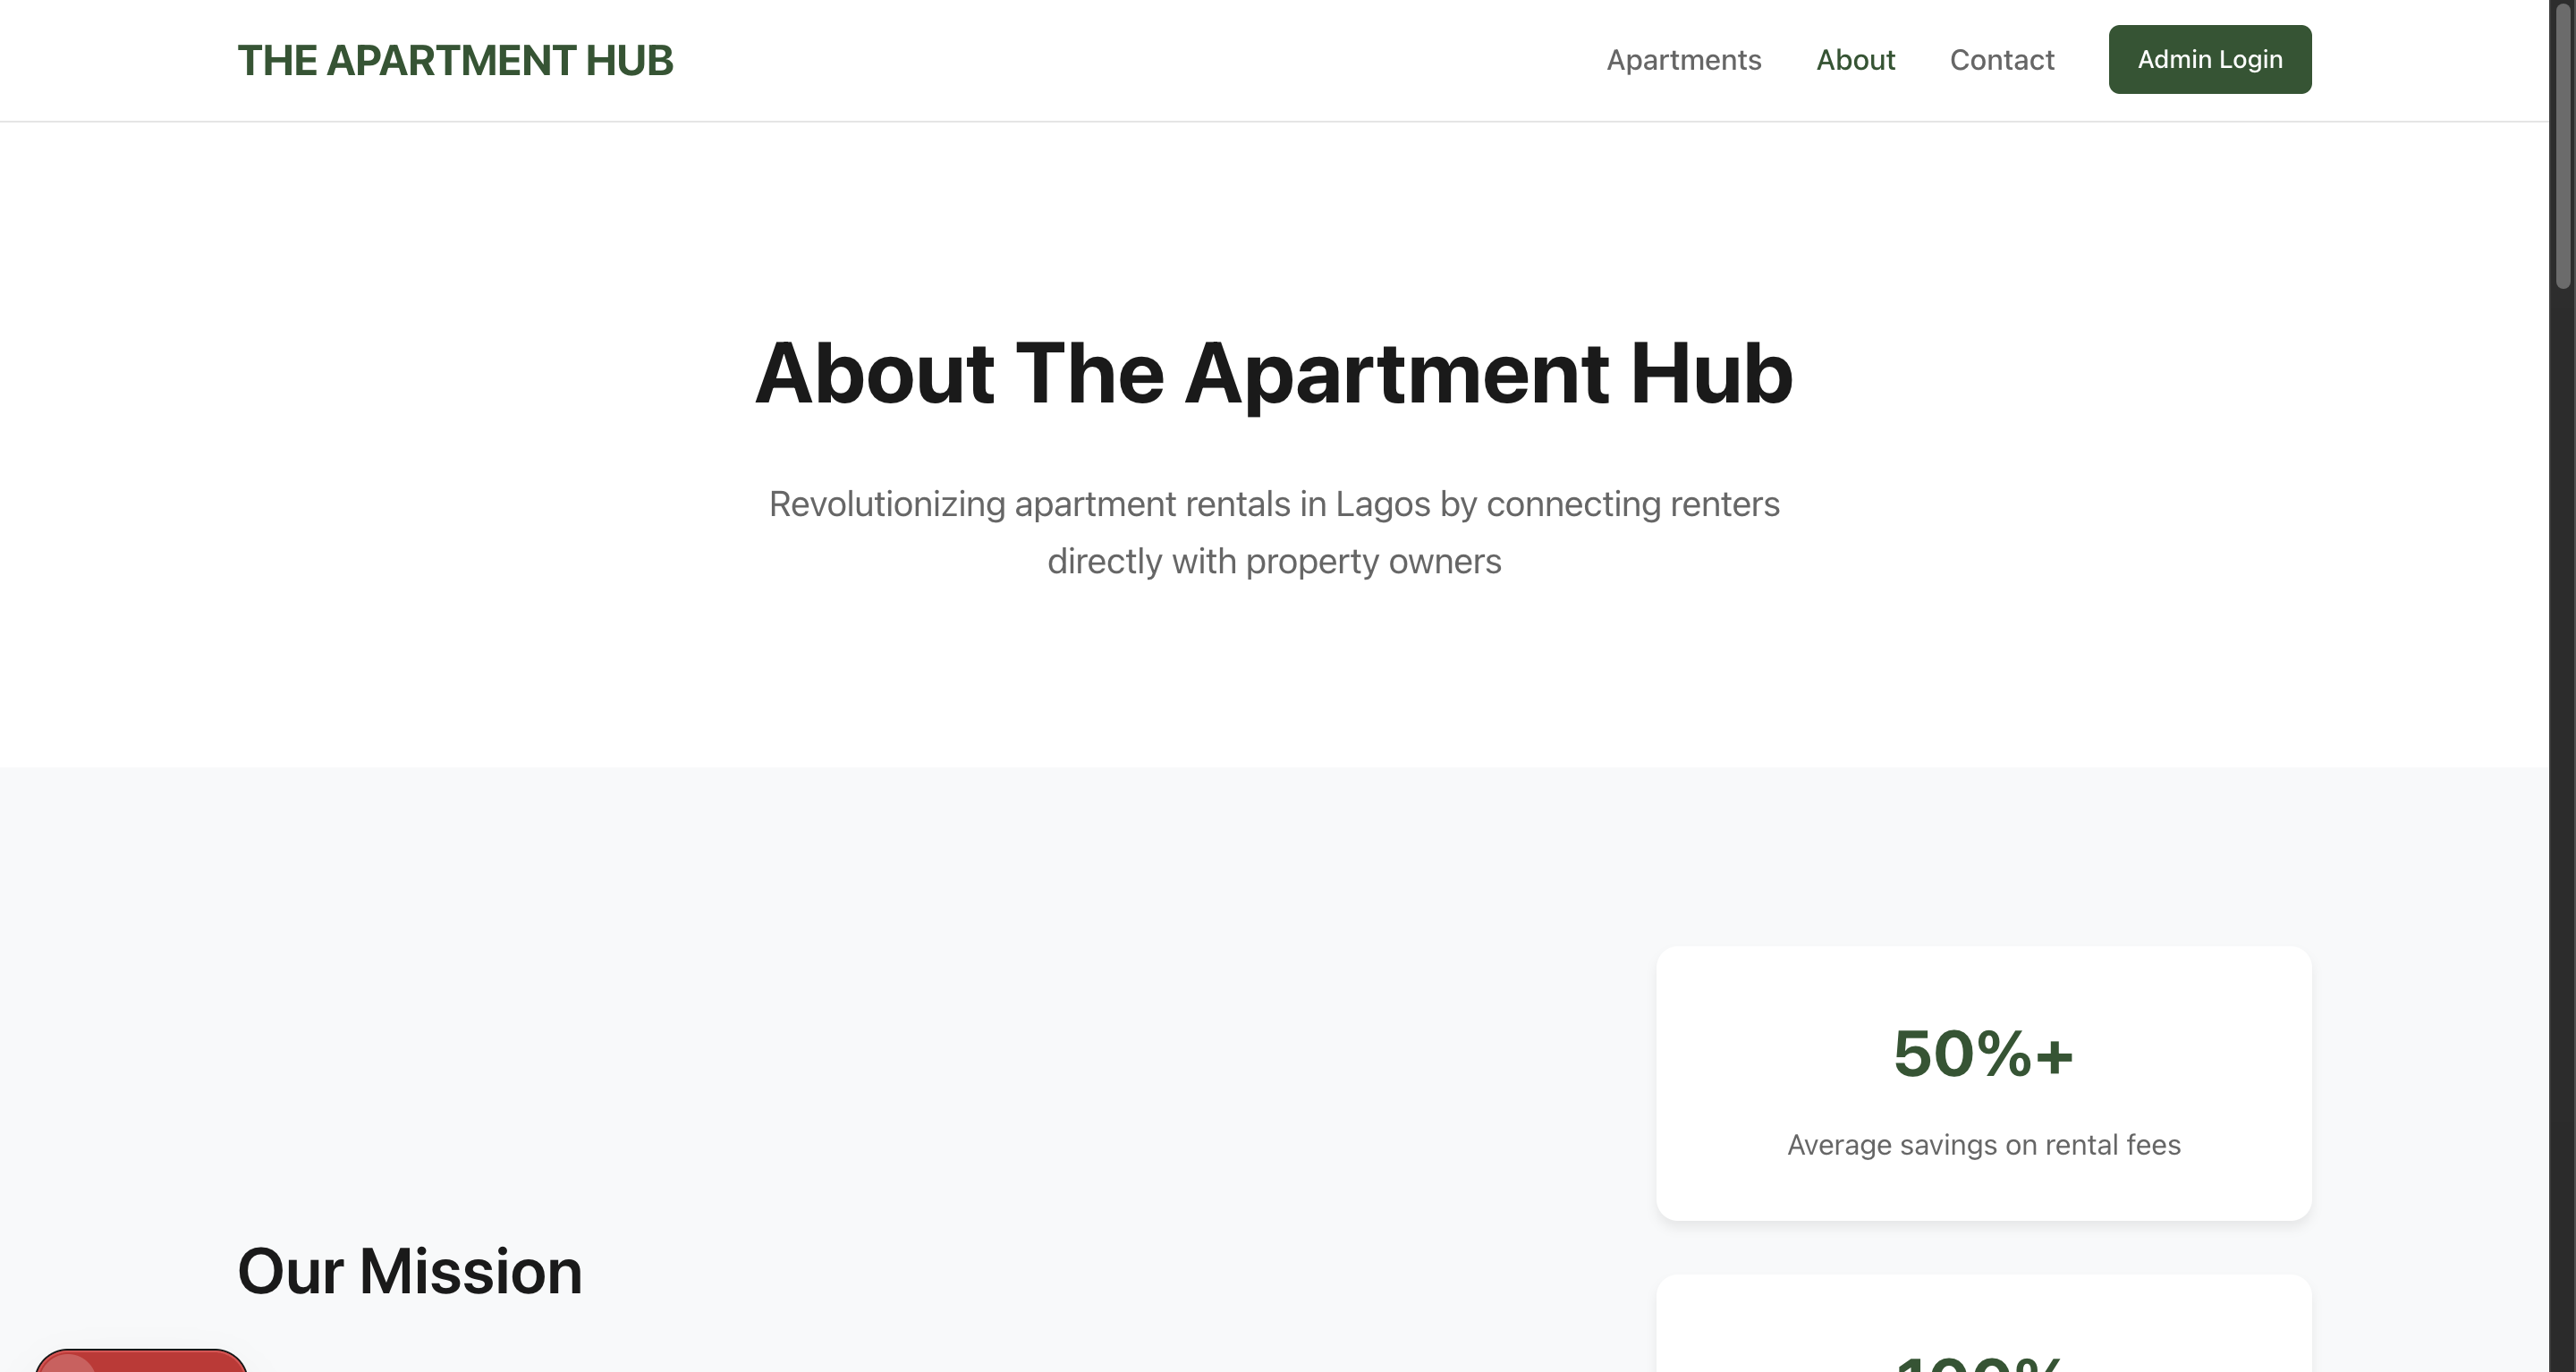 THE APARTMENT HUB
Apartments
About
Contact
Admin Login
About The Apartment Hub
Revolutionizing apartment rentals in Lagos by connecting renters
directly with property owners
50%+
Average savings on rental fees
Our Mission
100%